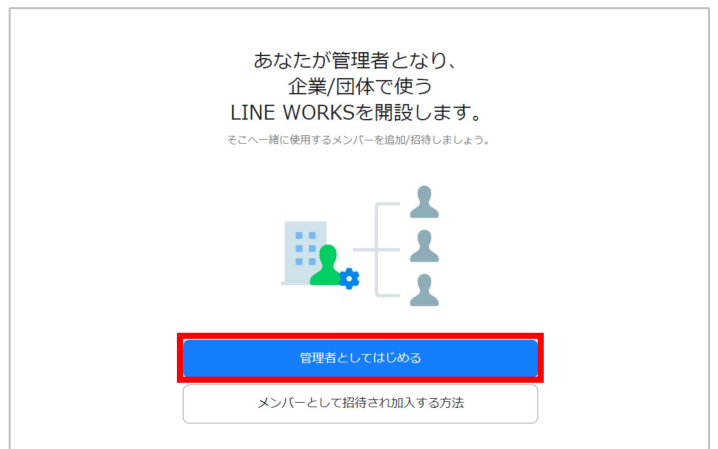 あなたが管理者となり、
企業/団体で使う
LINE WORKSを開設します。
そこへ一緒に使用するメンバーを追加/招待しましょう。
管理者としてはじめる
メンバーとして招待され加入する方法